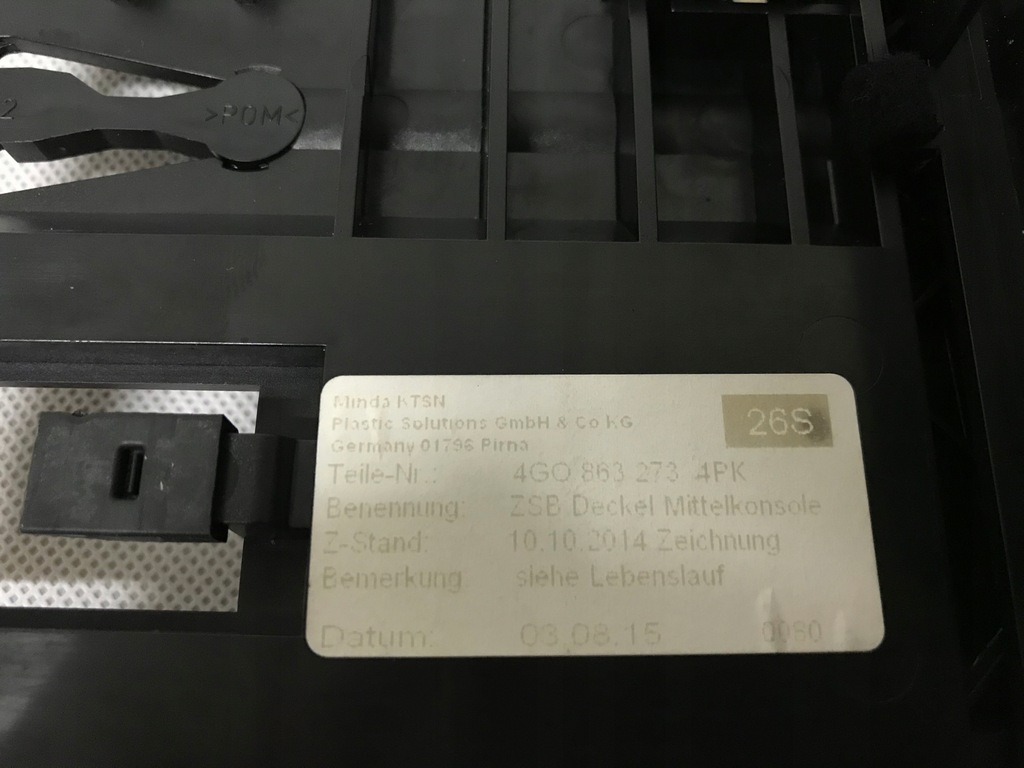 2
>POM<
Minda KTSN
26S
Plastic Solutions GmbH & Co KG
Germany 01796 Pirna
Teile-Nr.: 4G0 863 273 4PK
Benennung: ZSB Deckel Mittelkonsole
Z-Stand: 10.10.2014 Zeichnung
Bemerkung siehe Lebenslauf
Datum: 03.08.15 0080